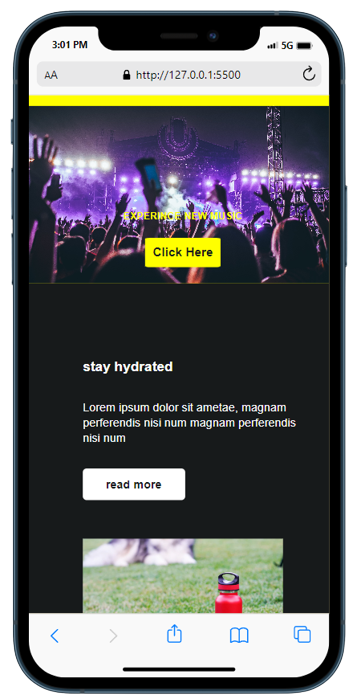 3:01 PM
5G
AA
http://127.0.0.1:5500
EXPERINCE NEW MUSIC
Click Here
stay hydrated
Lorem ipsum dolor sit ametae, magnam
perferendis nisi num magnam perferendis
nisi num
read more